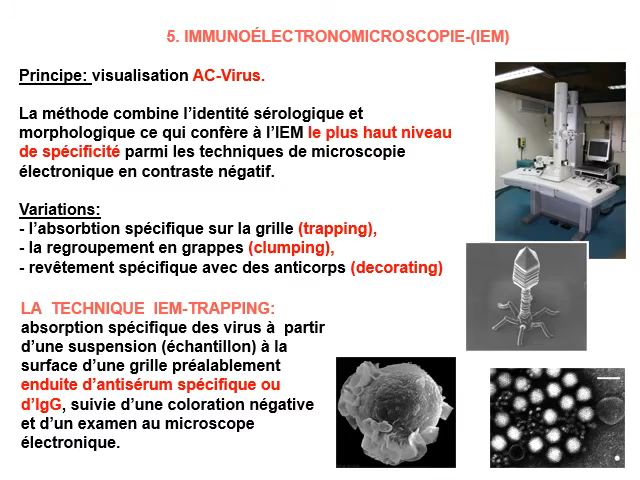 5. IMMUNOÉLECTRONOMICROSCOPIE-(IEM)
Principe: visualisation AC-Virus.
La méthode combine l'identité sérologique et
morphologique ce qui confère à l'IEM le plus haut niveau
de spécificité parmi les techniques de microscopie
électronique en contraste négatif.
Variations:
- l'absorbtion spécifique sur la grille (trapping),
- la regroupement en grappes (clumping),
- revêtement spécifique avec des anticorps (decorating)
LA TECHNIQUE IEM-TRAPPING:
absorption spécifique des virus à partir
d'une suspension (échantillon) à la
surface d'une grille préalablement
enduite d'antisérum spécifique ou
d'IgG, suivie d'une coloration négative
et d'un examen au microscope
électronique.